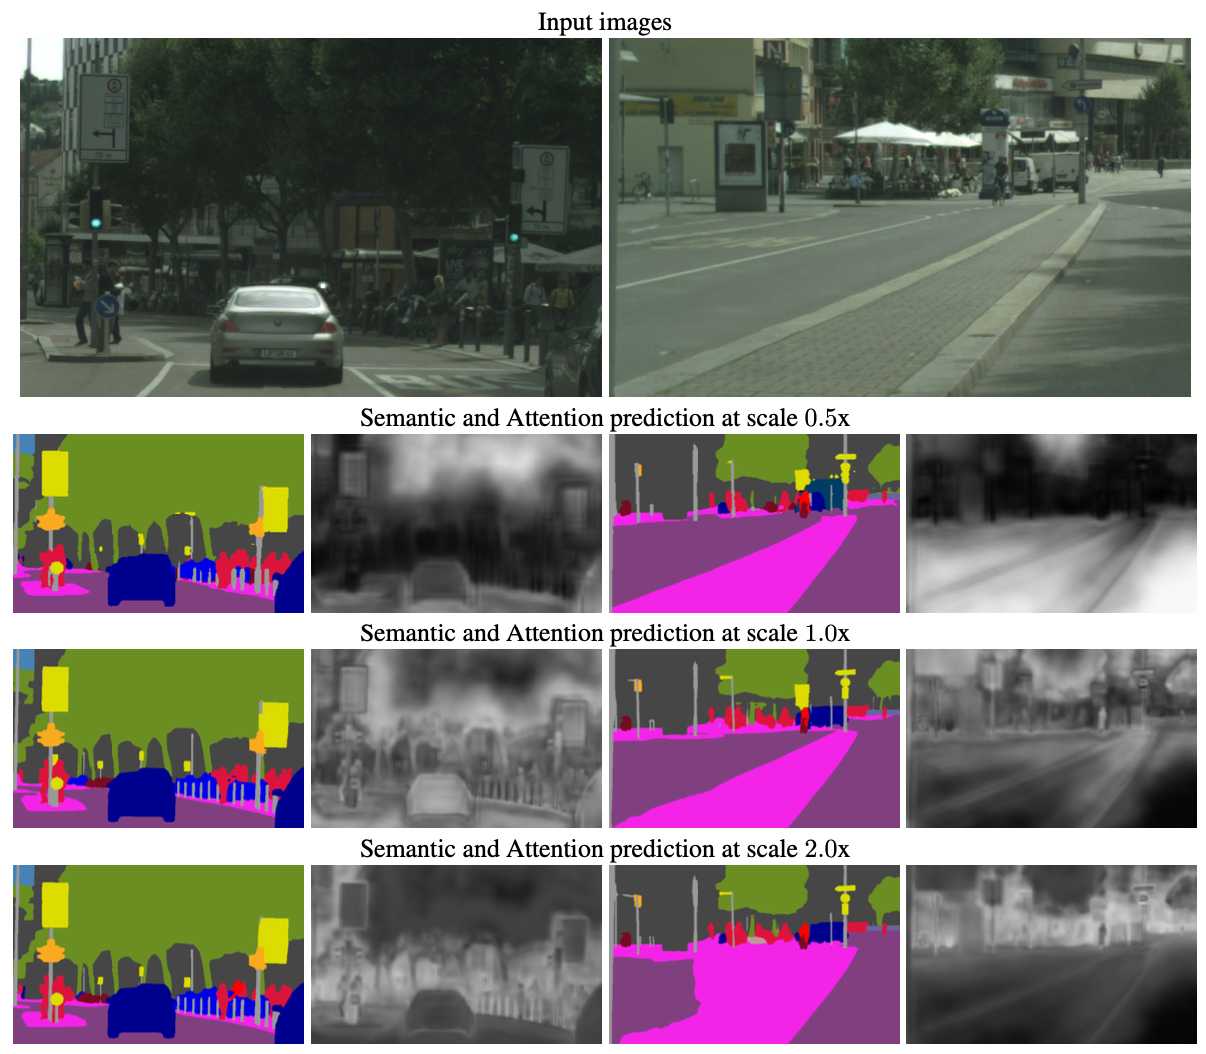 Input images
Semantic and Attention prediction at scale 0.5x
Semantic and Attention prediction at scale 1.0x
Semantic and Attention prediction at scale 2.0x